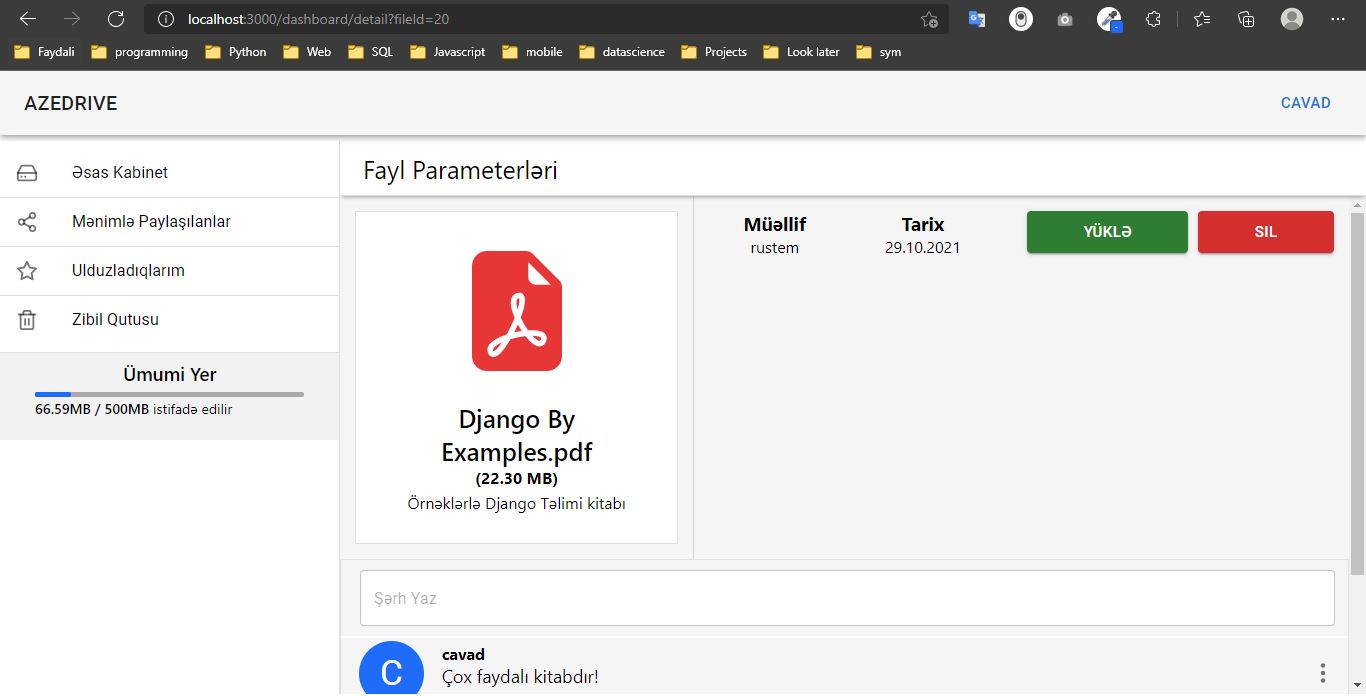 localhost:3000/dashboard/detail?fileId=20
Faydali programming Python Web SQL Javascript mobile datascience Projects Look later sym
AZEDRIVE
CAVAD
Əsas Kabinet
Mənimlə Paylaşılanlar
Ulduzladıqlarım
Zibil Qutusu
Ümumi Yer
66.59MB / 500MB istifadə edilir
Fayl Parameterləri
Django By
Examples.pdf
(22.30 MB)
Örnəklərlə Django Təlimi kitabı
Müəllif
rustem
Tarix
29.10.2021
YÜKLƏ
SIL
Şərh Yaz
C
cavad
Çox faydalı kitabdır!